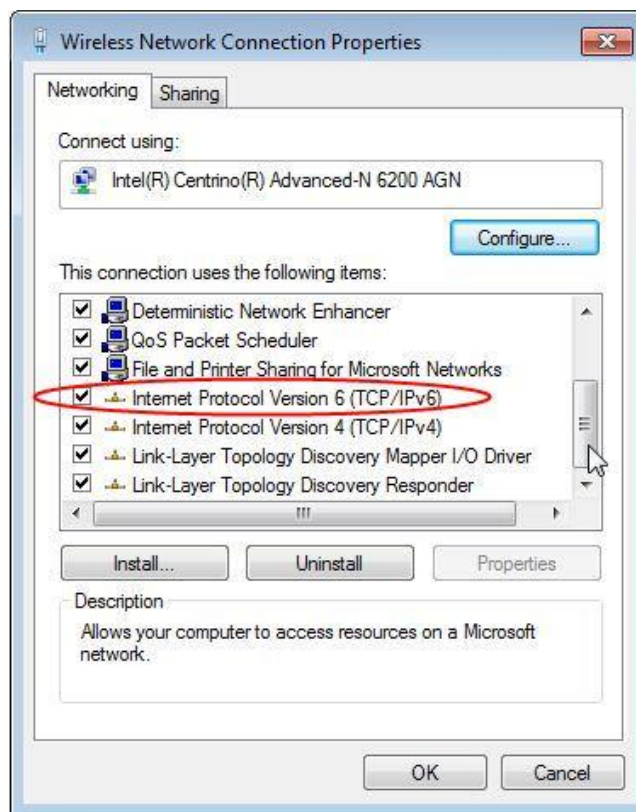 Wireless Network Connection Properties
Networking
Sharing
Connect using:
Intel(R) Centrino(R) Advanced-N 6200 AGN
Configure...
This connection uses the following items:
Deterministic Network Enhancer
QoS Packet Scheduler
File and Printer Sharing for Microsoft Networks
Internet Protocol Version 6 (TCP/IPv6)
Internet Protocol Version 4 (TCP/IPv4)
Link-Layer Topology Discovery Mapper I/O Driver
Link-Layer Topology Discovery Responder
Install...
Uninstall
Properties
Description
Allows your computer to access resources on a Microsoft
network.
OK
Cancel